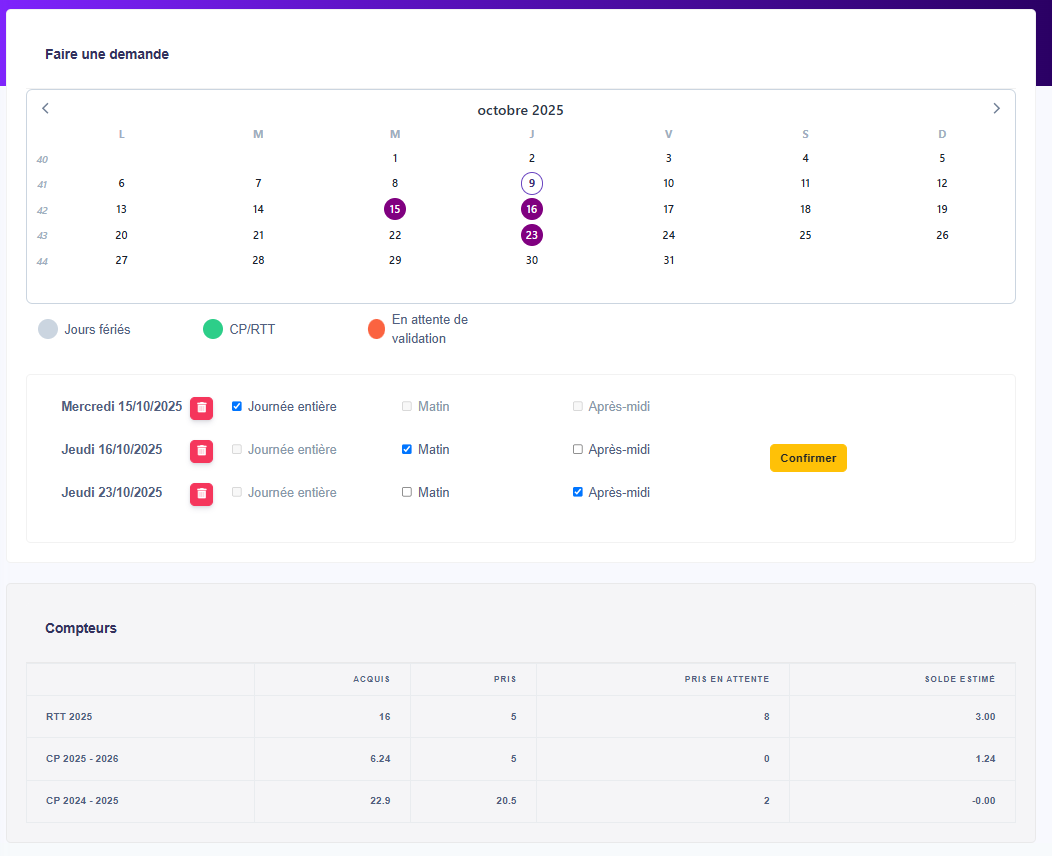 Faire une demande
octobre 2025
L M M J V S D
40 1 2 3 4 5
41 6 7 8 9 10 11 12
42 13 14 15 16 17 18 19
43 20 21 22 23 24 25 26
44 27 28 29 30 31
Jours fériés CP/RTT En attente de
validation
Mercredi 15/10/2025 Journée entière Matin Après-midi
Jeudi 16/10/2025 Journée entière Matin Après-midi
Confirmer
Jeudi 23/10/2025 Journée entière Matin Après-midi
Compteurs
ACQUIS PRIS PRIS EN ATTENTE SOLDE ESTIMÉ
RTT 2025 16 5 8 3.00
CP 2025 - 2026 6.24 5 0 1.24
CP 2024 - 2025 22.9 20.5 2 -0.00